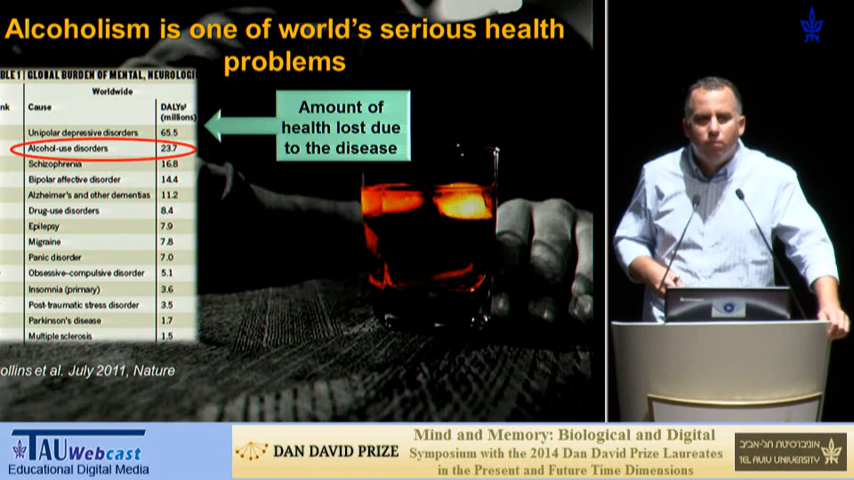 Alcoholism is one of world's serious health
problems
BLE 1 | GLOBAL BURDEN OF MENTAL, NEUROLOGI
Worldwide
nk Cause DALYs
(millions)
Unipolar depressive disorders 65.5
Alcohol-use disorders 23.7
Schizophrenia 16.8
Bipolar affective disorder 14.4
Alzheimer's and other dementias 11.2
Drug-use disorders 8.4
Epilepsy 7.9
Migraine 7.8
Panic disorder 7.0
Obsessive–compulsive disorder 5.1
Insomnia (primary) 3.6
Post-traumatic stress disorder 3.5
Parkinson's disease 1.7
Multiple sclerosis 1.5
Amount of
health lost due
to the disease
ollins et al. July 2011, Nature
TAU Webcast
Educational Digital Media
DAN DAVID PRIZE
Mind and Memory: Biological and Digital
Symposium with the 2014 Dan David Prize Laureates
in the Present and Future Time Dimensions
אוניברסיטת תל-אביב
TEL AVIV UNIVERSITY